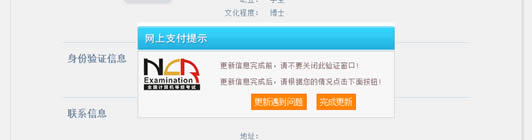 文化程度： 博士
网上支付提示
身份验证信息
NCR
Examination
全国计算机等级考试
更新信息完成前，请不要关闭此验证窗口！
更新信息完成后，请根据您的情况点击下面按钮！
更新遇到问题 完成更新
联系信息
地址：